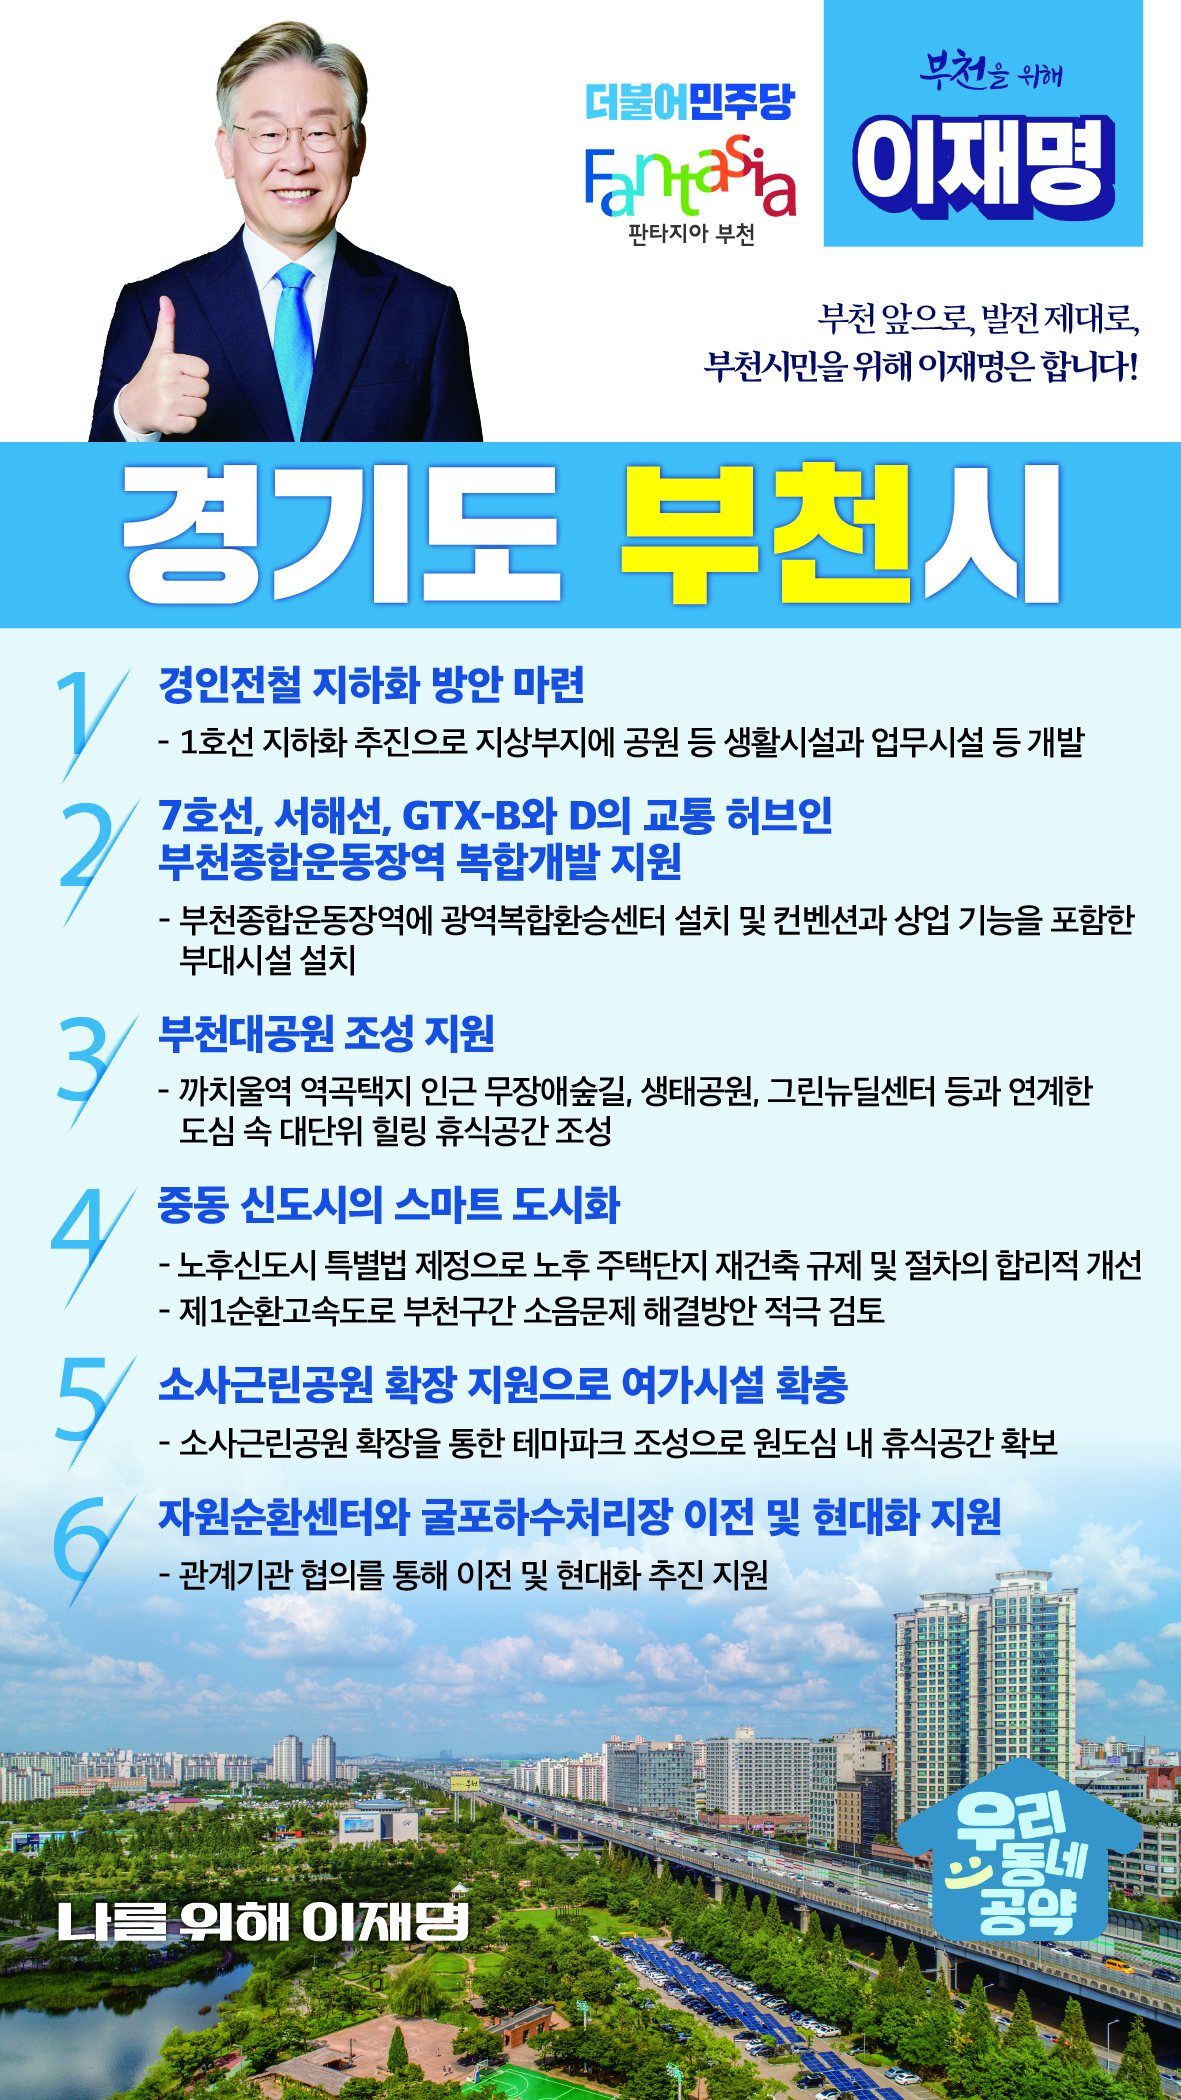 더불어민주당
Fantasia
판타지아 부천
부천을 위해
이재명
부천 앞으로, 발전 제대로,
부천시민을 위해 이재명은 합니다!
경기도 부천시
1 경인전철 지하화 방안 마련
- 1호선 지하화 추진으로 지상부지에 공원 등 생활시설과 업무시설 등 개발
2 7호선, 서해선, GTX-B와 D의 교통 허브인
부천종합운동장역 복합개발 지원
- 부천종합운동장역에 광역복합환승센터 설치 및 컨벤션과 상업 기능을 포함한
부대시설 설치
3 부천대공원 조성 지원
- 까치울역 역곡택지 인근 무장애숲길, 생태공원, 그린뉴딜센터 등과 연계한
도심 속 대단위 힐링 휴식공간 조성
4 중동 신도시의 스마트 도시화
- 노후신도시 특별법 제정으로 노후 주택단지 재건축 규제 및 절차의 합리적 개선
- 제1순환고속도로 부천구간 소음문제 해결방안 적극 검토
5 소사근린공원 확장 지원으로 여가시설 확충
- 소사근린공원 확장을 통한 테마파크 조성으로 원도심 내 휴식공간 확보
6 자원순환센터와 굴포하수처리장 이전 및 현대화 지원
- 관계기관 협의를 통해 이전 및 현대화 추진 지원
우리
동네
공약
나를 위해 이재명